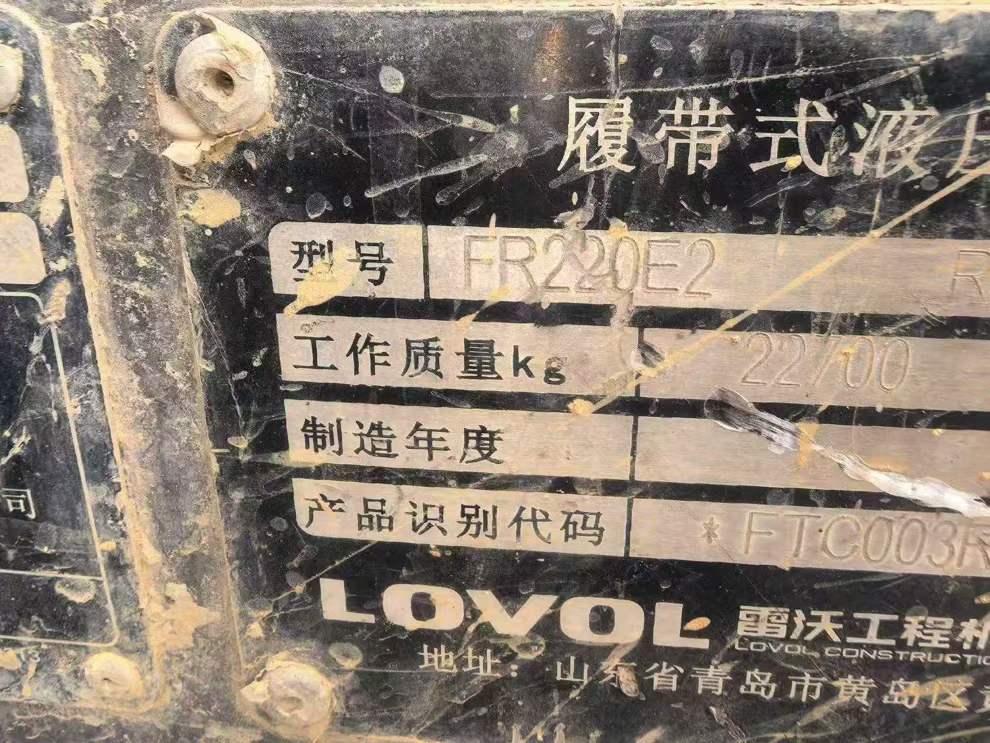 履带式液
型号 FR220E2 R
工作质量kg 22700
制造年度
产品识别代码 *FTC003R
LOVOL 雷沃工程机
LOVOL CONSTRUCTIO
地址：山东省青岛市黄岛区
司